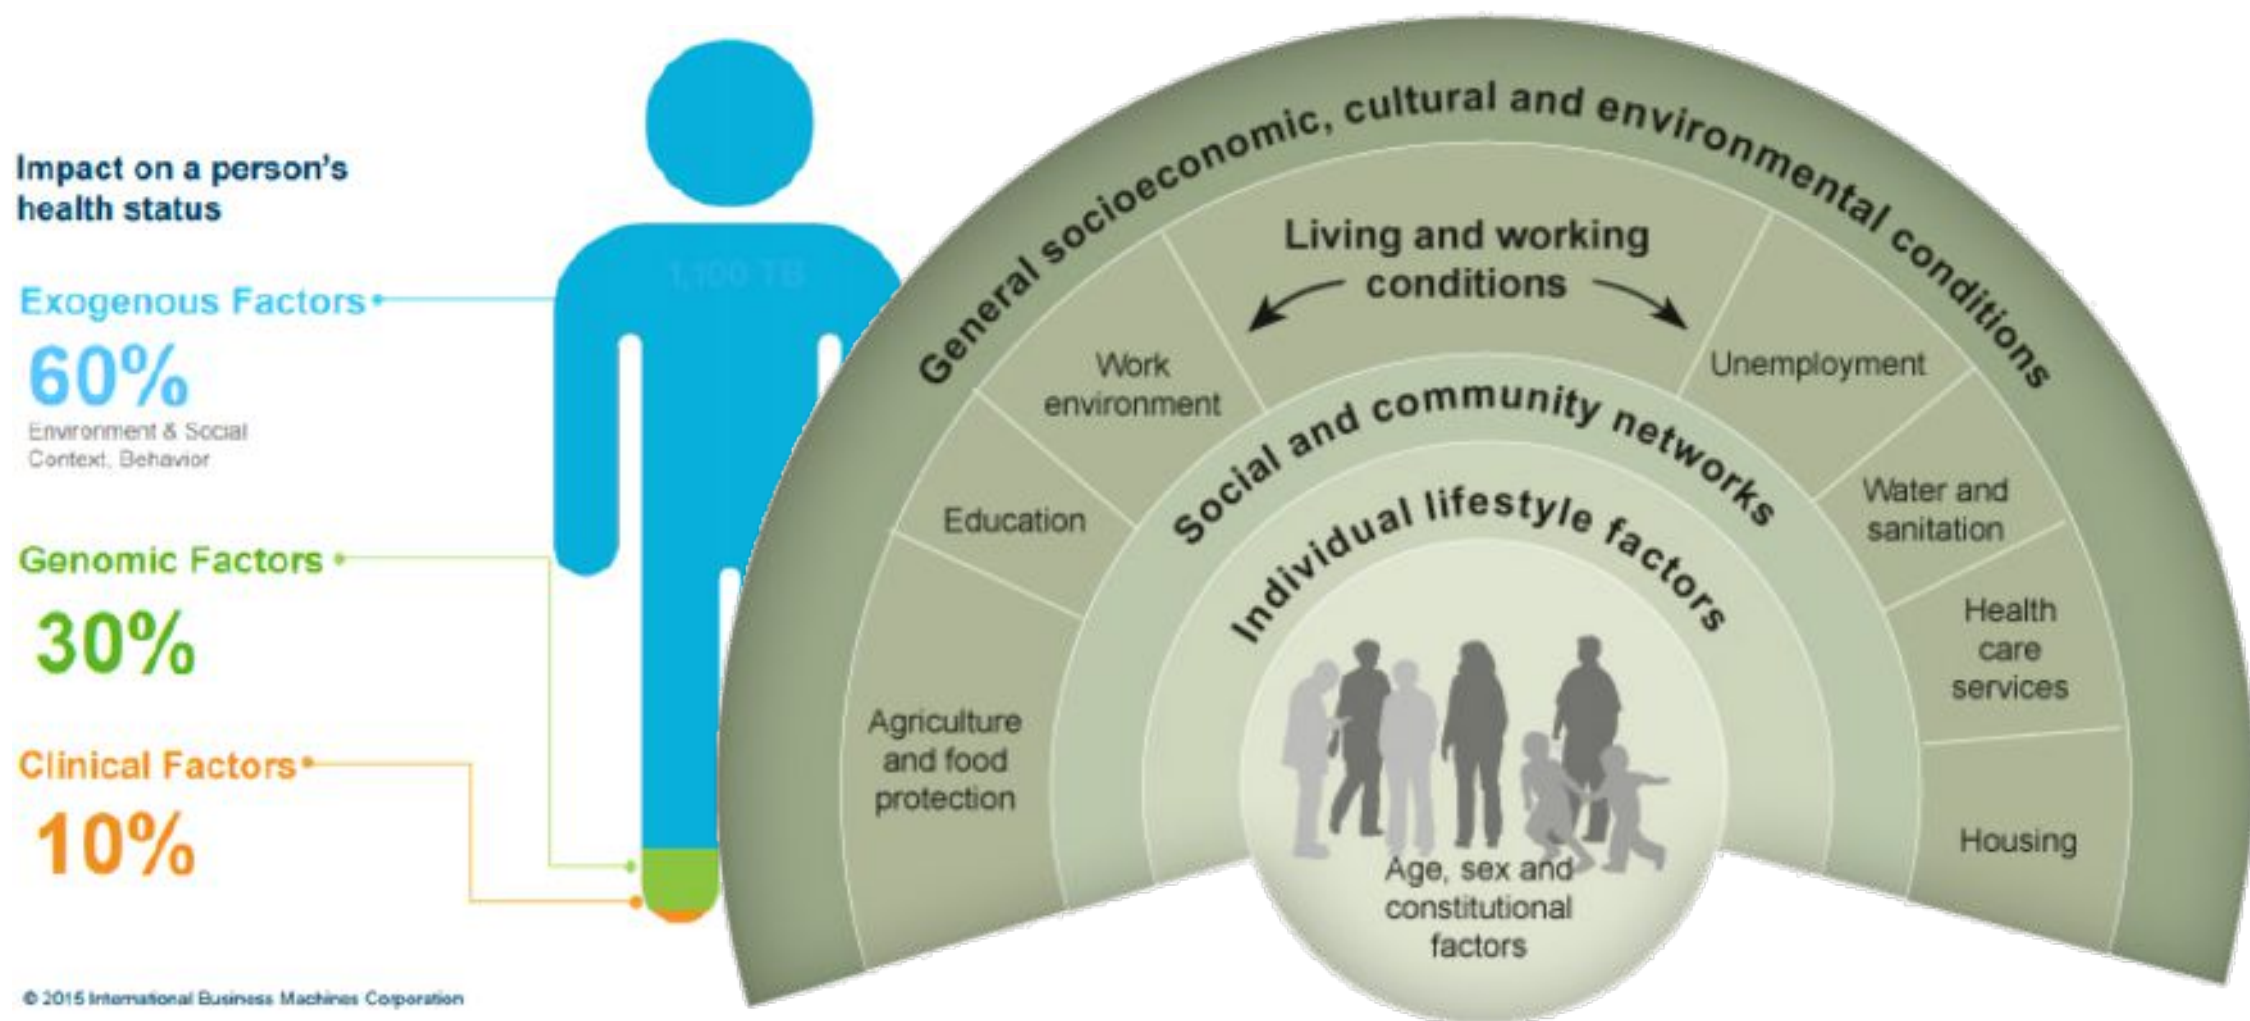 Impact on a person's
health status
Exogenous Factors
60%
Environment & Social
Context, Behavior
Genomic Factors
30%
Clinical Factors
10%
© 2015 International Business Machines Corporation
1,100 TB
General socioeconomic, cultural and environmental conditions
Living and working
conditions
Work
environment
Unemployment
Education
Water and
sanitation
Agriculture
and food
protection
Health
care
services
Housing
Social and community networks
Individual lifestyle factors
Age, sex and
constitutional
factors